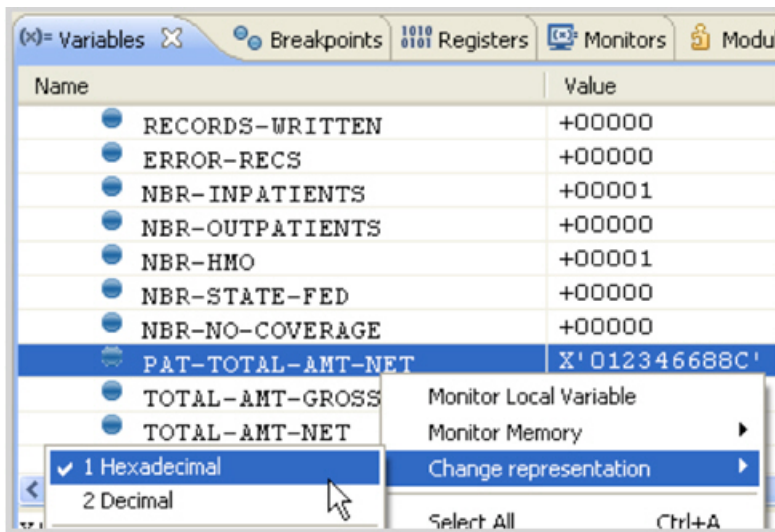 (x)= Variables Breakpoints 1010 0101 Registers Monitors Modul
Name Value
RECORDS-WRITTEN +00000
ERROR-RECS +00000
NBR-INPATIENTS +00001
NBR-OUTPATIENTS +00000
NBR-HMO +00001
NBR-STATE-FED +00000
NBR-NO-COVERAGE +00000
PAT-TOTAL-AMT-NET X'012346688C'
TOTAL-AMT-GROSS Monitor Local Variable
TOTAL-AMT-NET Monitor Memory
1 Hexadecimal Change representation
2 Decimal
Select All Ctrl+A